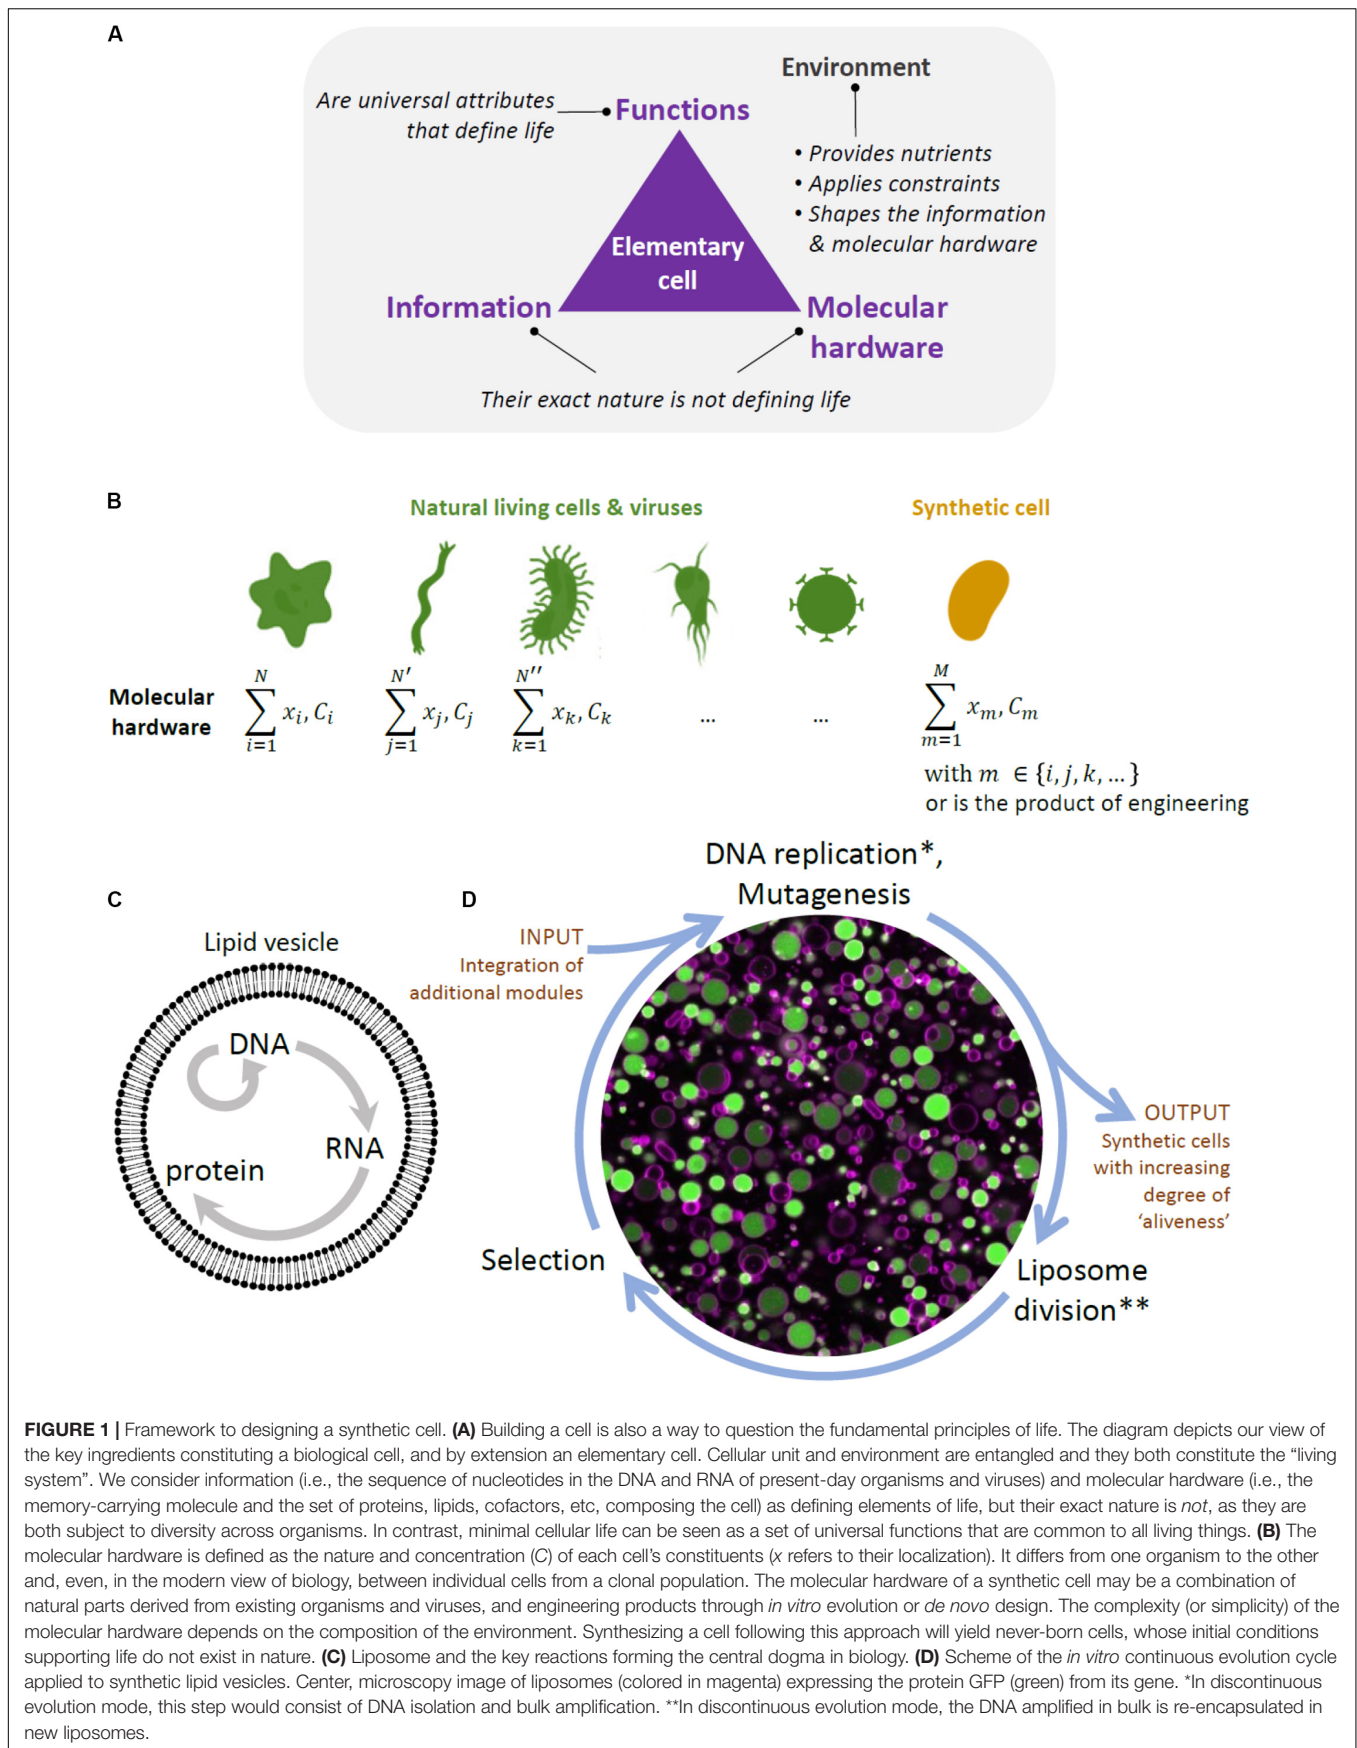 A
Environment
Are universal attributes
that define life
Functions
• Provides nutrients
• Applies constraints
• Shapes the information
& molecular hardware
Elementary
cell
Information
Molecular
hardware
Their exact nature is not defining life
B
Natural living cells & viruses
Synthetic cell
Molecular
hardware
N
∑ x_i, C_i
i=1
N′
∑ x_j, C_j
j=1
N′′
∑ x_k, C_k
k=1
...
...
M
∑ x_m, C_m
m=1
with m ∈ {i, j, k, ... }
or is the product of engineering
C
Lipid vesicle
DNA
RNA
protein
D
DNA replication*,
Mutagenesis
INPUT
Integration of
additional modules
OUTPUT
Synthetic cells
with increasing
degree of
‘aliveness’
Liposome
division**
Selection
FIGURE 1 | Framework to designing a synthetic cell. (A) Building a cell is also a way to question the fundamental principles of life. The diagram depicts our view of
the key ingredients constituting a biological cell, and by extension an elementary cell. Cellular unit and environment are entangled and they both constitute the “living
system”. We consider information (i.e., the sequence of nucleotides in the DNA and RNA of present-day organisms and viruses) and molecular hardware (i.e., the
memory-carrying molecule and the set of proteins, lipids, cofactors, etc, composing the cell) as defining elements of life, but their exact nature is not, as they are
both subject to diversity across organisms. In contrast, minimal cellular life can be seen as a set of universal functions that are common to all living things. (B) The
molecular hardware is defined as the nature and concentration (C) of each cell’s constituents (x refers to their localization). It differs from one organism to the other
and, even, in the modern view of biology, between individual cells from a clonal population. The molecular hardware of a synthetic cell may be a combination of
natural parts derived from existing organisms and viruses, and engineering products through in vitro evolution or de novo design. The complexity (or simplicity) of the
molecular hardware depends on the composition of the environment. Synthesizing a cell following this approach will yield never-born cells, whose initial conditions
supporting life do not exist in nature. (C) Liposome and the key reactions forming the central dogma in biology. (D) Scheme of the in vitro continuous evolution cycle
applied to synthetic lipid vesicles. Center, microscopy image of liposomes (colored in magenta) expressing the protein GFP (green) from its gene. *In discontinuous
evolution mode, this step would consist of DNA isolation and bulk amplification. **In discontinuous evolution mode, the DNA amplified in bulk is re-encapsulated in
new liposomes.